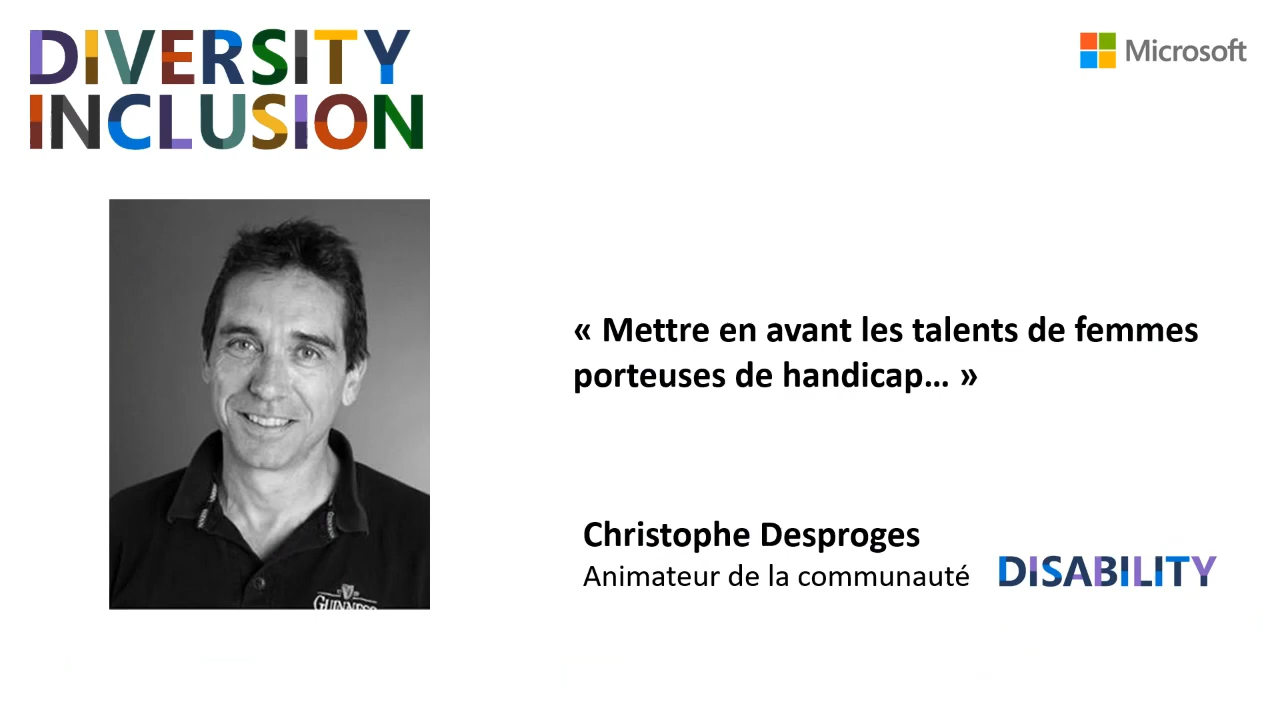 DIVERSITY
INCLUSION
Microsoft
« Mettre en avant les talents de femmes
porteuses de handicap… »
Christophe Desproges
Animateur de la communauté DISABILITY
GUINNESS